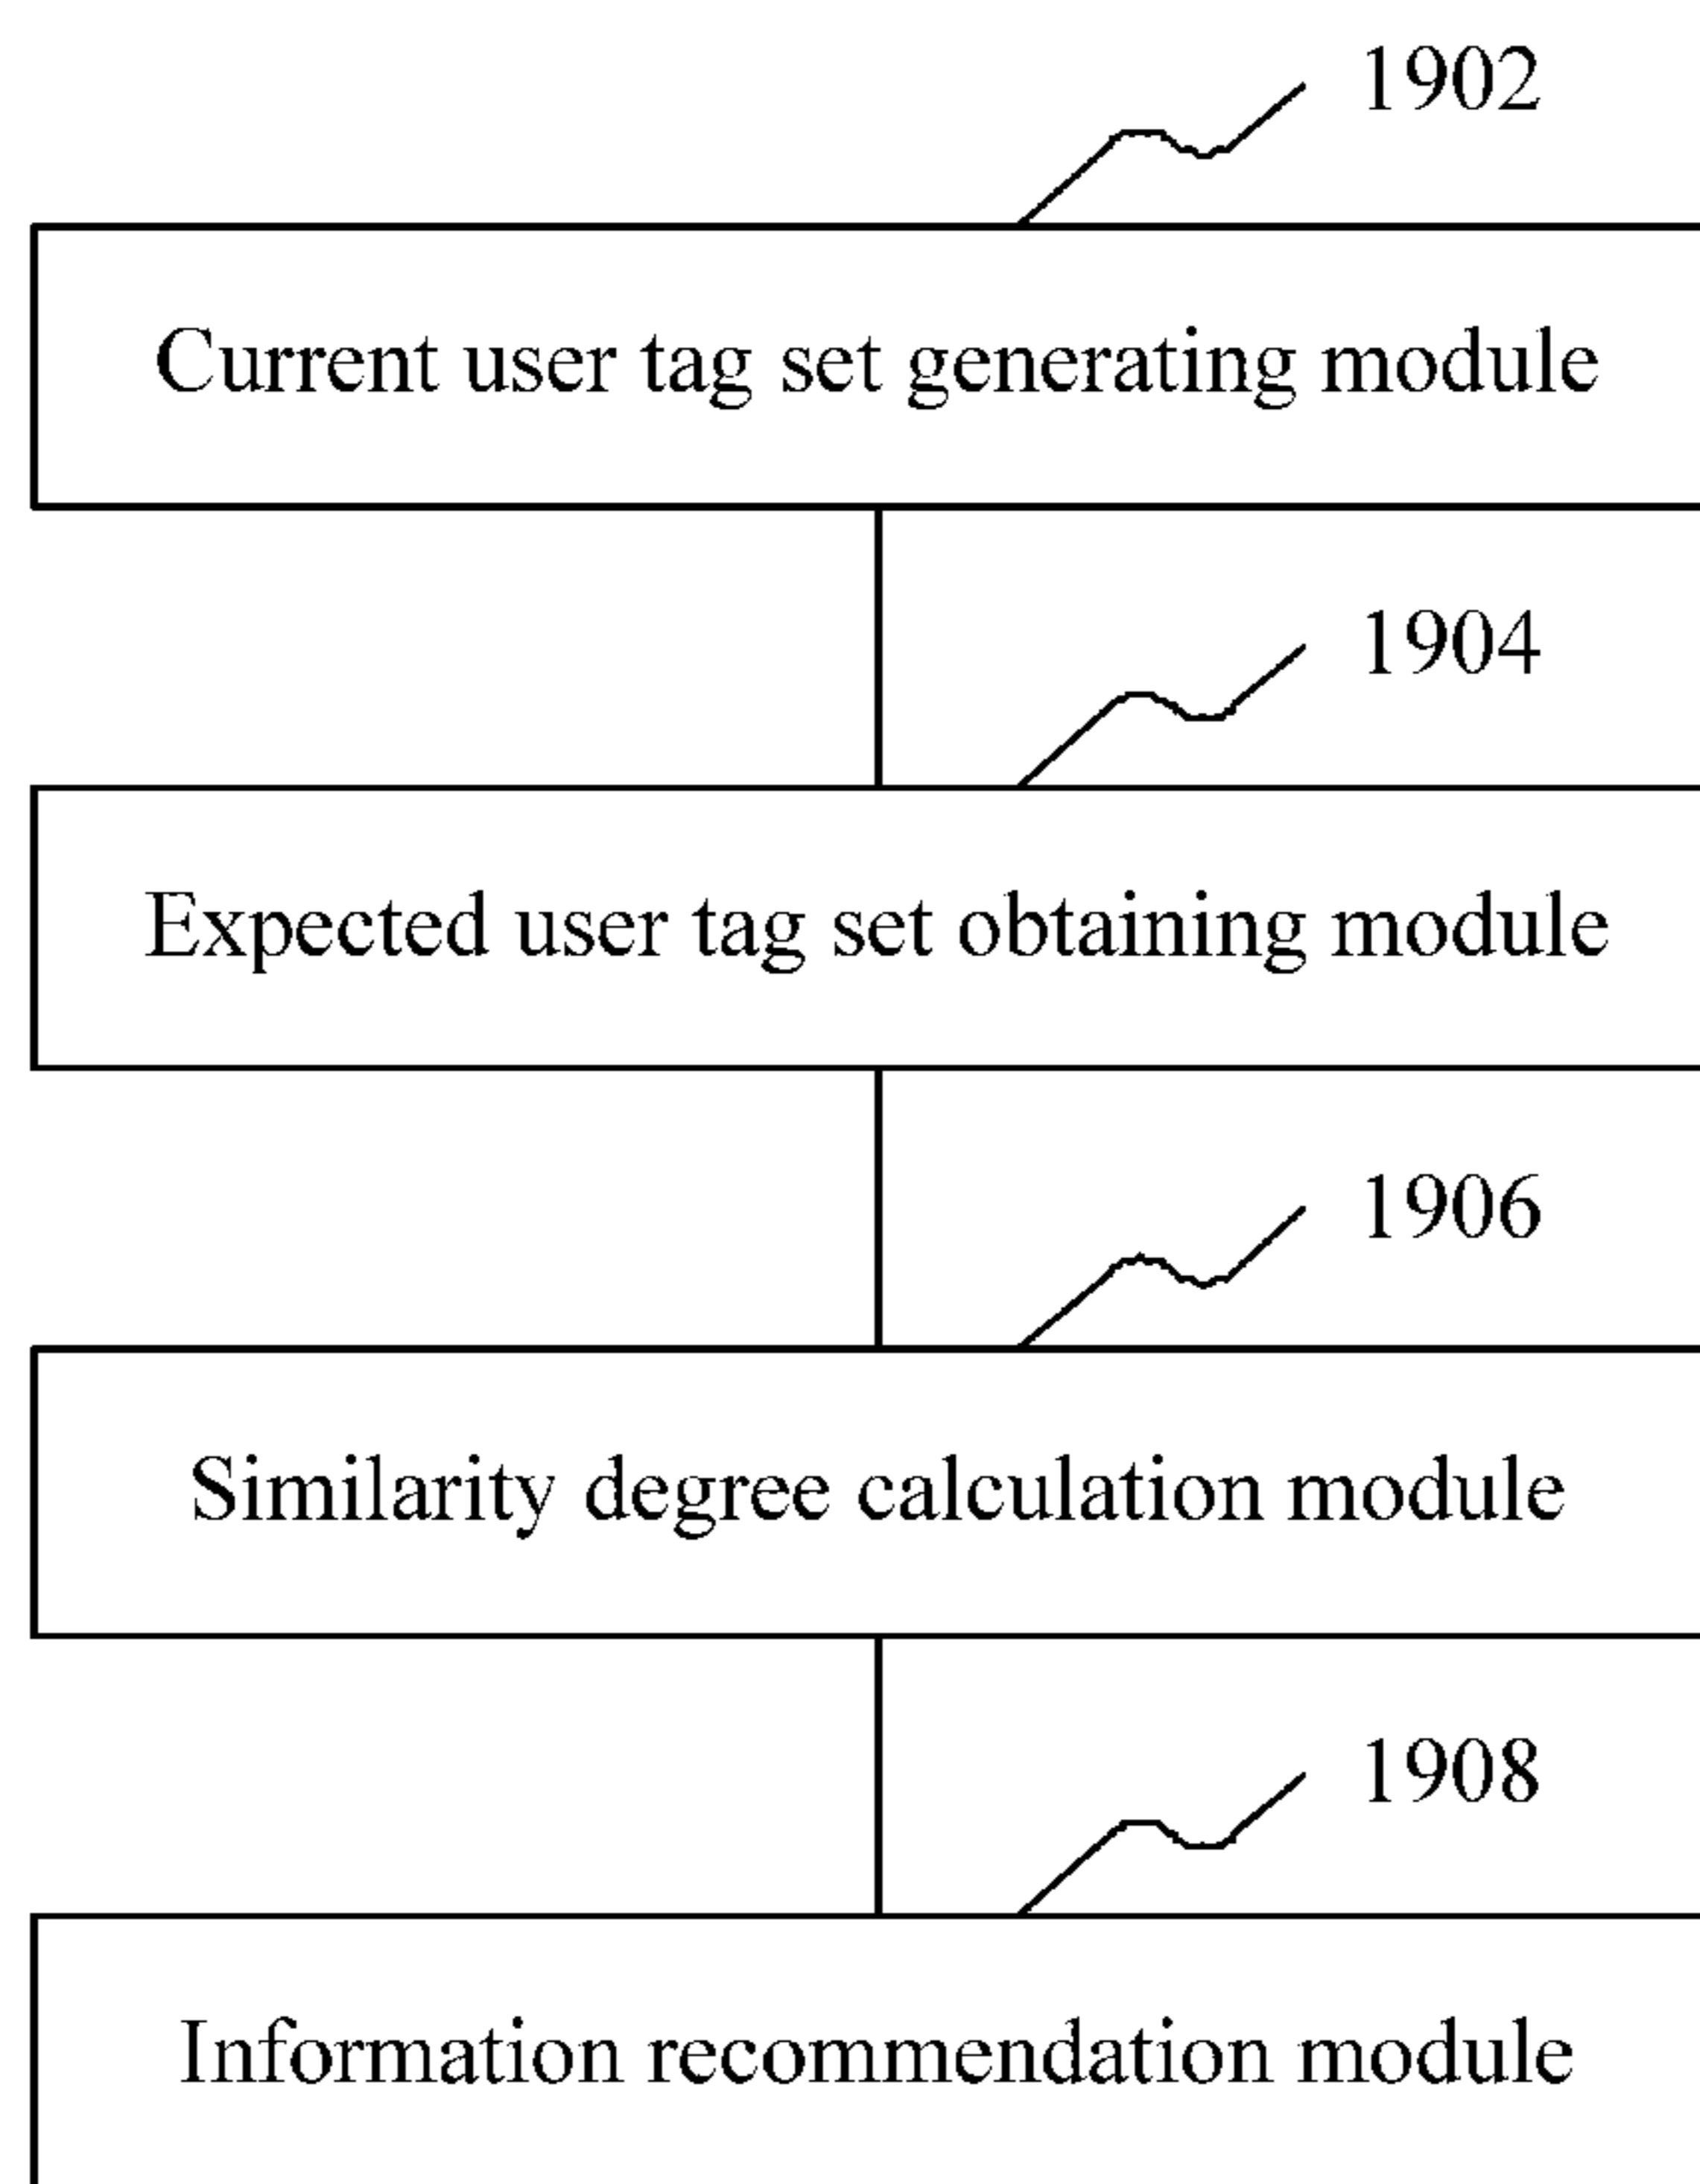 1902
Current user tag set generating module
1904
Expected user tag set obtaining module
1906
Similarity degree calculation module
1908
Information recommendation module